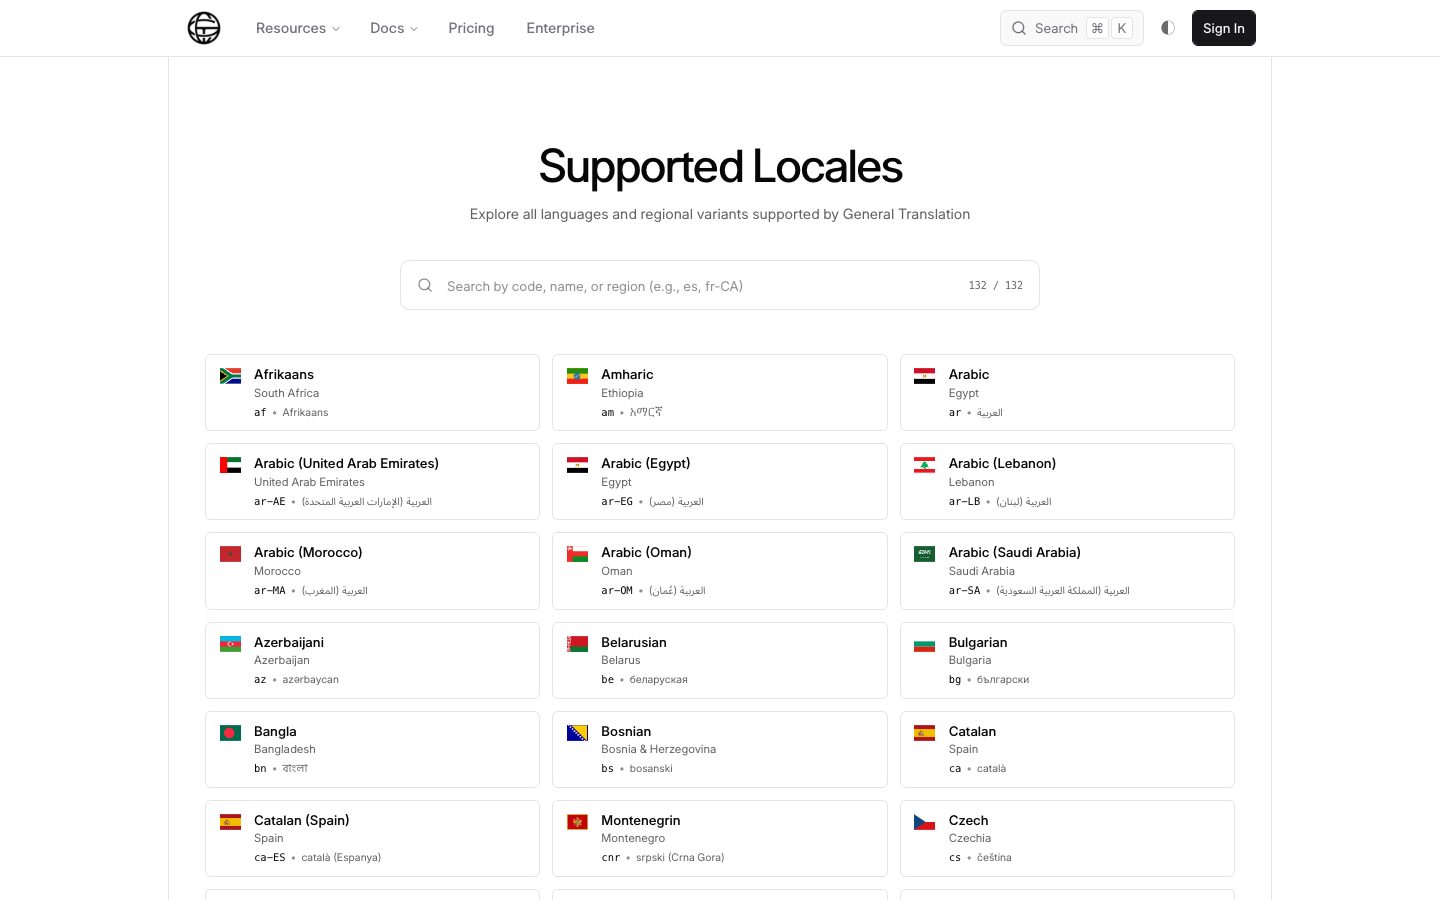 Resources
Docs
Pricing
Enterprise
Search ⌘ K
Sign In
Supported Locales
Explore all languages and regional variants supported by General Translation
Search by code, name, or region (e.g., es, fr-CA)
132 / 132
Afrikaans
South Africa
af • Afrikaans
Amharic
Ethiopia
am • አማርኛ
Arabic
Egypt
ar • العربية
Arabic (United Arab Emirates)
United Arab Emirates
ar-AE • العربية (الإمارات العربية المتحدة)
Arabic (Egypt)
Egypt
ar-EG • العربية (مصر)
Arabic (Lebanon)
Lebanon
ar-LB • العربية (لبنان)
Arabic (Morocco)
Morocco
ar-MA • العربية (المغرب)
Arabic (Oman)
Oman
ar-OM • العربية (عُمان)
Arabic (Saudi Arabia)
Saudi Arabia
ar-SA • العربية (المملكة العربية السعودية)
Azerbaijani
Azerbaijan
az • azərbaycan
Belarusian
Belarus
be • беларуская
Bulgarian
Bulgaria
bg • български
Bangla
Bangladesh
bn • বাংলা
Bosnian
Bosnia & Herzegovina
bs • bosanski
Catalan
Spain
ca • català
Catalan (Spain)
Spain
ca-ES • català (Espanya)
Montenegrin
Montenegro
cnr • srpski (Crna Gora)
Czech
Czechia
cs • čeština